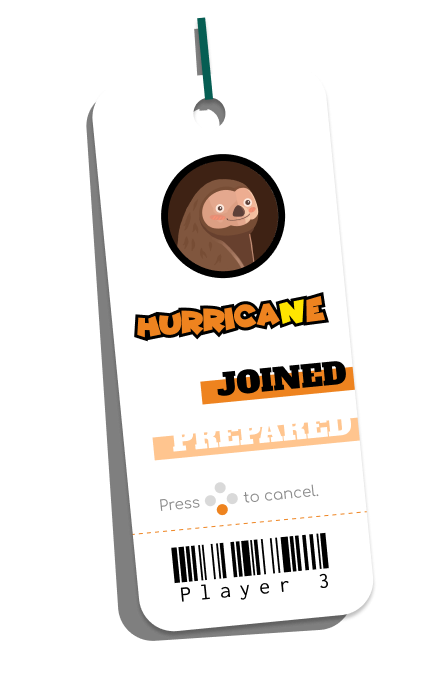 HURRICANE
JOINED
PREPARED
Press to cancel.
Player 3